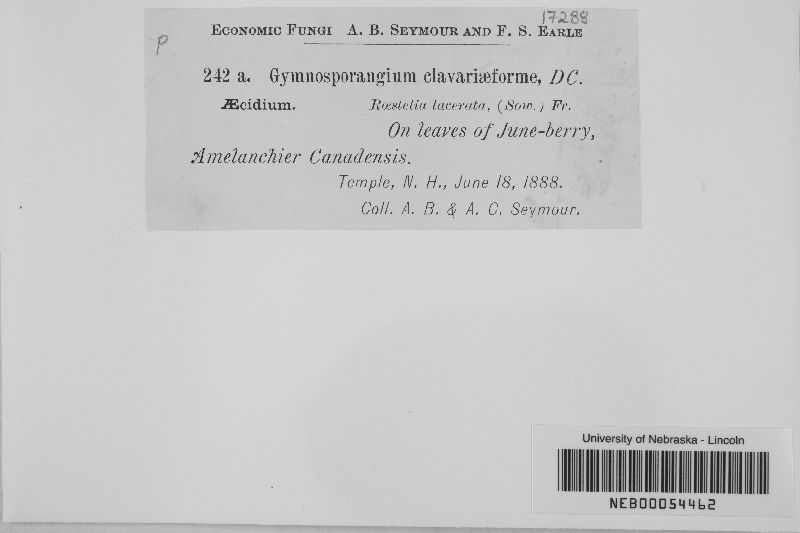 17288
p
Economic Fungi A. B. Seymour and F. S. Earle
242 a. Gymnosporangium clavariæforme, DC.
Æcidium. Rœstelia lacerata, (Sow.) Fr.
On leaves of June-berry,
Amelanchier Canadensis.
Temple, N. H., June 18, 1888.
Coll. A. B. & A. C. Seymour.
University of Nebraska - Lincoln
NEB00054462